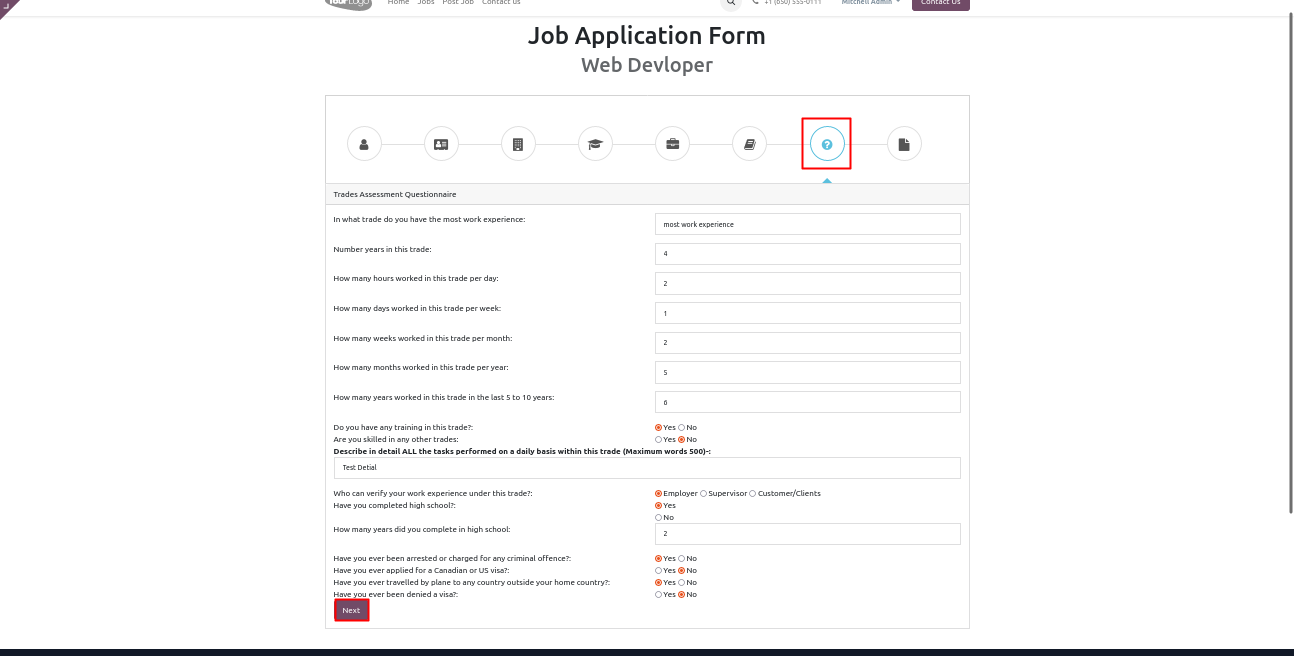 YourLogo Home Jobs Post Job Contact us +1 (650) 555-0111 Mitchell Admin Contact Us
Job Application Form
Web Devloper
Trades Assessment Questionnaire
In what trade do you have the most work experience: most work experience
Number years in this trade: 4
How many hours worked in this trade per day: 2
How many days worked in this trade per week: 1
How many weeks worked in this trade per month: 2
How many months worked in this trade per year: 5
How many years worked in this trade in the last 5 to 10 years: 6
Do you have any training in this trade?: Yes No
Are you skilled in any other trades: Yes No
Describe in detail ALL the tasks performed on a daily basis within this trade (Maximum words 500)-:
Test Detial
Who can verify your work experience under this trade?: Employer Supervisor Customer/Clients
Have you completed high school?: Yes
No
How many years did you complete in high school: 2
Have you ever been arrested or charged for any criminal offence?: Yes No
Have you ever applied for a Canadian or US visa?: Yes No
Have you ever travelled by plane to any country outside your home country?: Yes No
Have you ever been denied a visa?: Yes No
Next